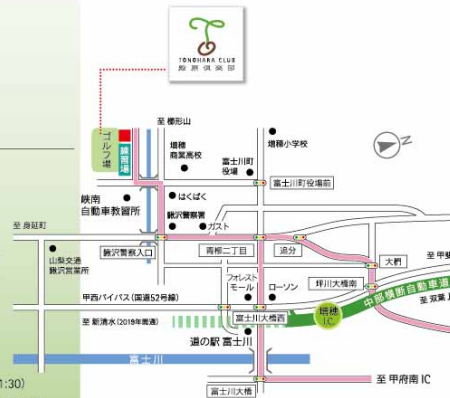 TONOHARA CLUB
殿原倶楽部
至 櫛形山
増穂
商業高校
増穂小学校
N
ゴルフ場
練習場
富士川町
役場
富士川町役場前
峡南
自動車教習所
はくばく
鰍沢警察署
ガスト
至 身延町
山梨交通
鰍沢営業所
鰍沢警察入口
青柳二丁目
追分
大椚
至 甲
フォレスト
モール
ローソン
坪川大橋南
甲西バイパス(国道52号線)
中部横断自動車道
至 双葉 J
至 新清水(2019年開通)
富士川大橋西
増穂
IC
道の駅 富士川
富士川
至 甲府南 IC
1:30)
富士川大橋